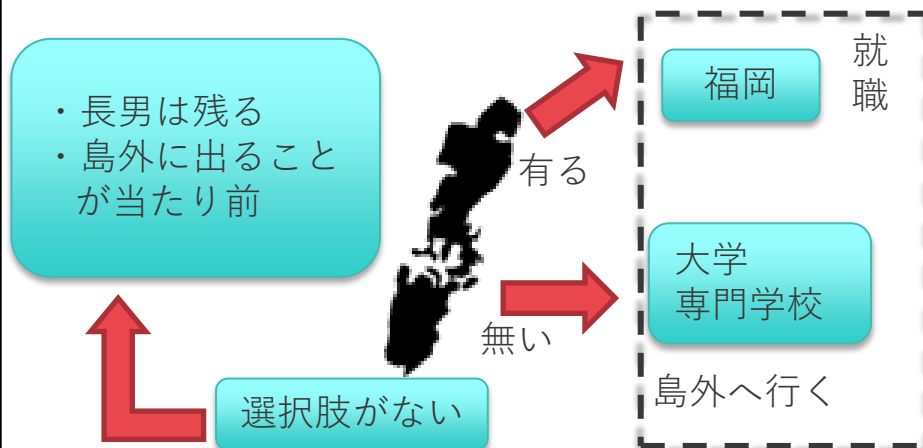 ・長男は残る
・島外に出ること
が当たり前
有る
無い
選択肢がない
福岡
就
職
大学
専門学校
島外へ行く